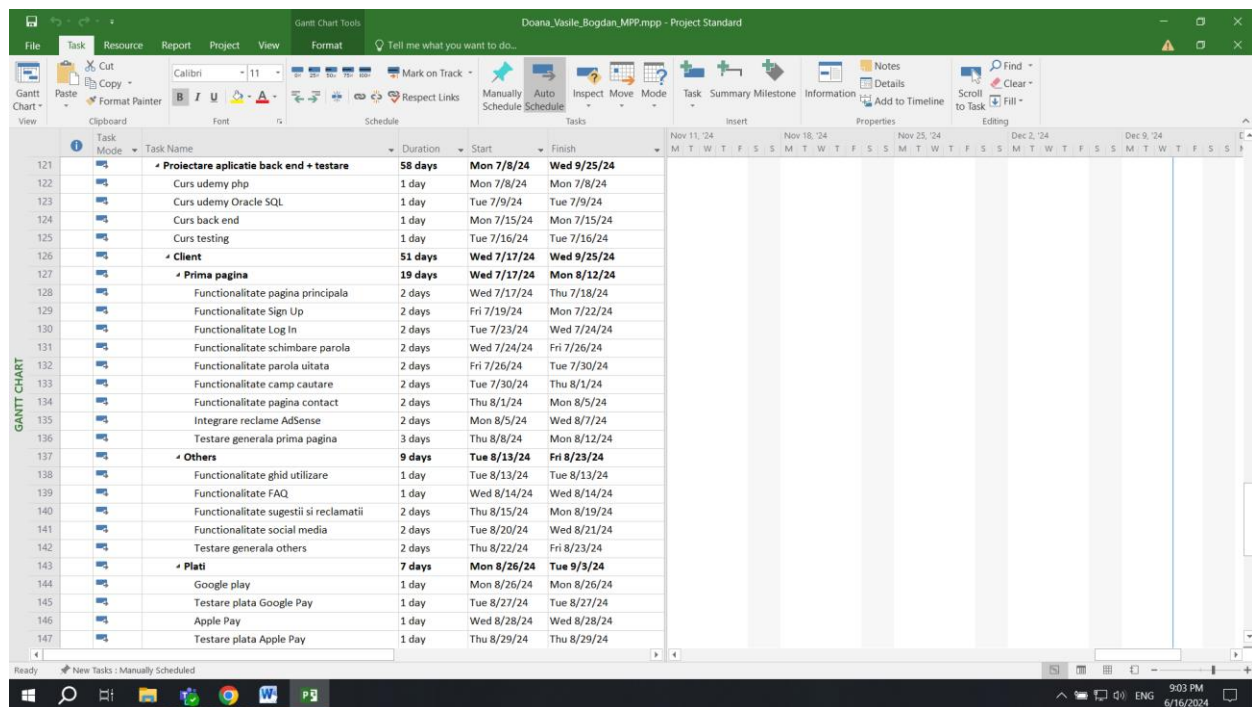 Gantt Chart Tools Doana_Vasile_Bogdan_MPP.mpp - Project Standard
File Task Resource Report Project View Format Tell me what you want to do...
Gantt Chart
View
Paste Cut Copy Format Painter
Clipboard
Calibri 11
B I U A
Font
0% 25% 50% 75% 100% Mark on Track
Respect Links
Schedule
Manually Schedule Auto Schedule Inspect Move Mode
Tasks
Task Summary Milestone
Insert
Information Notes Details Add to Timeline
Properties
Scroll to Task Find Clear Fill
Editing
Task Mode Task Name Duration Start Finish
Nov 11, '24 Nov 18, '24 Nov 25, '24 Dec 2, '24 Dec 9, '24
M T W T F S S M T W T F S S M T W T F S S M T W T F S S M T W T F S S
121 Proiectare aplicatie back end + testare 58 days Mon 7/8/24 Wed 9/25/24
122 Curs udemy php 1 day Mon 7/8/24 Mon 7/8/24
123 Curs udemy Oracle SQL 1 day Tue 7/9/24 Tue 7/9/24
124 Curs back end 1 day Mon 7/15/24 Mon 7/15/24
125 Curs testing 1 day Tue 7/16/24 Tue 7/16/24
126 Client 51 days Wed 7/17/24 Wed 9/25/24
127 Prima pagina 19 days Wed 7/17/24 Mon 8/12/24
128 Functionalitate pagina principala 2 days Wed 7/17/24 Thu 7/18/24
129 Functionalitate Sign Up 2 days Fri 7/19/24 Mon 7/22/24
130 Functionalitate Log In 2 days Tue 7/23/24 Wed 7/24/24
131 Functionalitate schimbare parola 2 days Wed 7/24/24 Fri 7/26/24
132 Functionalitate parola uitata 2 days Fri 7/26/24 Tue 7/30/24
133 Functionalitate camp cautare 2 days Tue 7/30/24 Thu 8/1/24
134 Functionalitate pagina contact 2 days Thu 8/1/24 Mon 8/5/24
135 Integrare reclame AdSense 2 days Mon 8/5/24 Wed 8/7/24
136 Testare generala prima pagina 3 days Thu 8/8/24 Mon 8/12/24
137 Others 9 days Tue 8/13/24 Fri 8/23/24
138 Functionalitate ghid utilizare 1 day Tue 8/13/24 Tue 8/13/24
139 Functionalitate FAQ 1 day Wed 8/14/24 Wed 8/14/24
140 Functionalitate sugestii si reclamatii 2 days Thu 8/15/24 Mon 8/19/24
141 Functionalitate social media 2 days Tue 8/20/24 Wed 8/21/24
142 Testare generala others 2 days Thu 8/22/24 Fri 8/23/24
143 Plati 7 days Mon 8/26/24 Tue 9/3/24
144 Google play 1 day Mon 8/26/24 Mon 8/26/24
145 Testare plata Google Pay 1 day Tue 8/27/24 Tue 8/27/24
146 Apple Pay 1 day Wed 8/28/24 Wed 8/28/24
147 Testare plata Apple Pay 1 day Thu 8/29/24 Thu 8/29/24
GANTT CHART
Ready New Tasks : Manually Scheduled
ENG 9:03 PM
6/16/2024